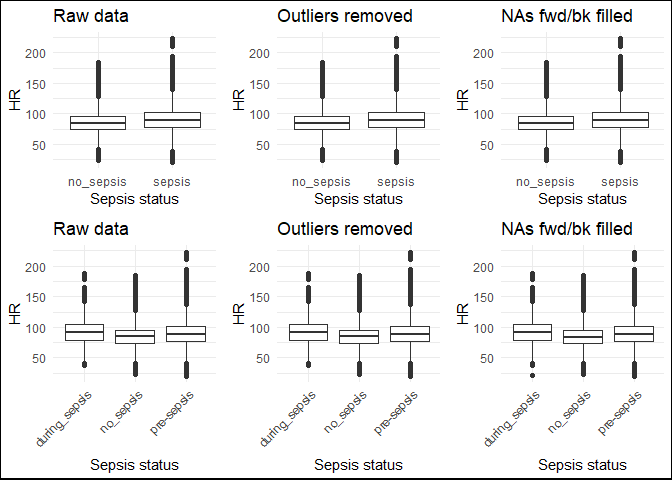 Raw data
Outliers removed
NAs fwd/bk filled
200
150
100
50
HR
no_sepsis
sepsis
Sepsis status
200
150
100
50
HR
no_sepsis
sepsis
Sepsis status
200
150
100
50
HR
no_sepsis
sepsis
Sepsis status
Raw data
Outliers removed
NAs fwd/bk filled
200
150
100
50
HR
during_sepsis
no_sepsis
pre-sepsis
Sepsis status
200
150
100
50
HR
during_sepsis
no_sepsis
pre-sepsis
Sepsis status
200
150
100
50
HR
during_sepsis
no_sepsis
pre-sepsis
Sepsis status